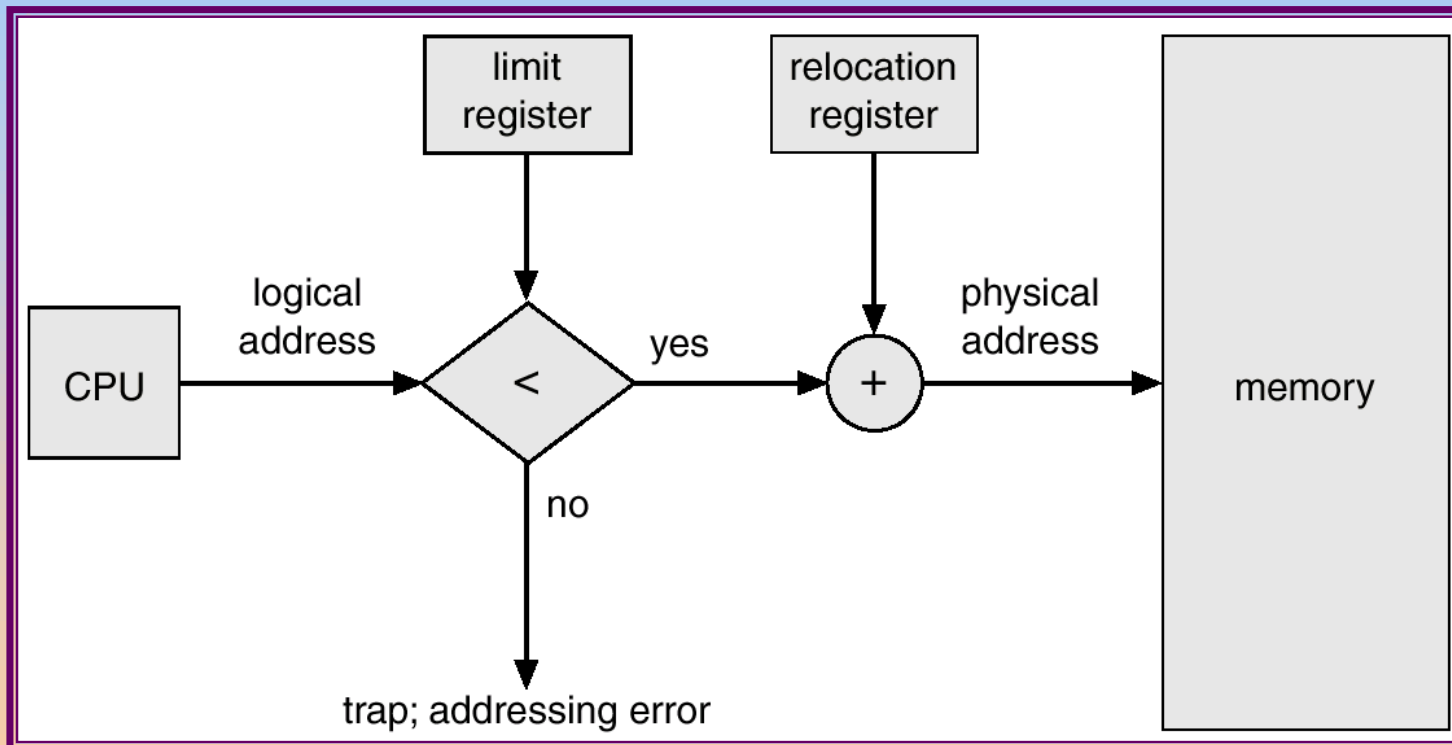 limit
register
relocation
register
logical
address
yes
physical
address
CPU
<
+
memory
no
trap; addressing error